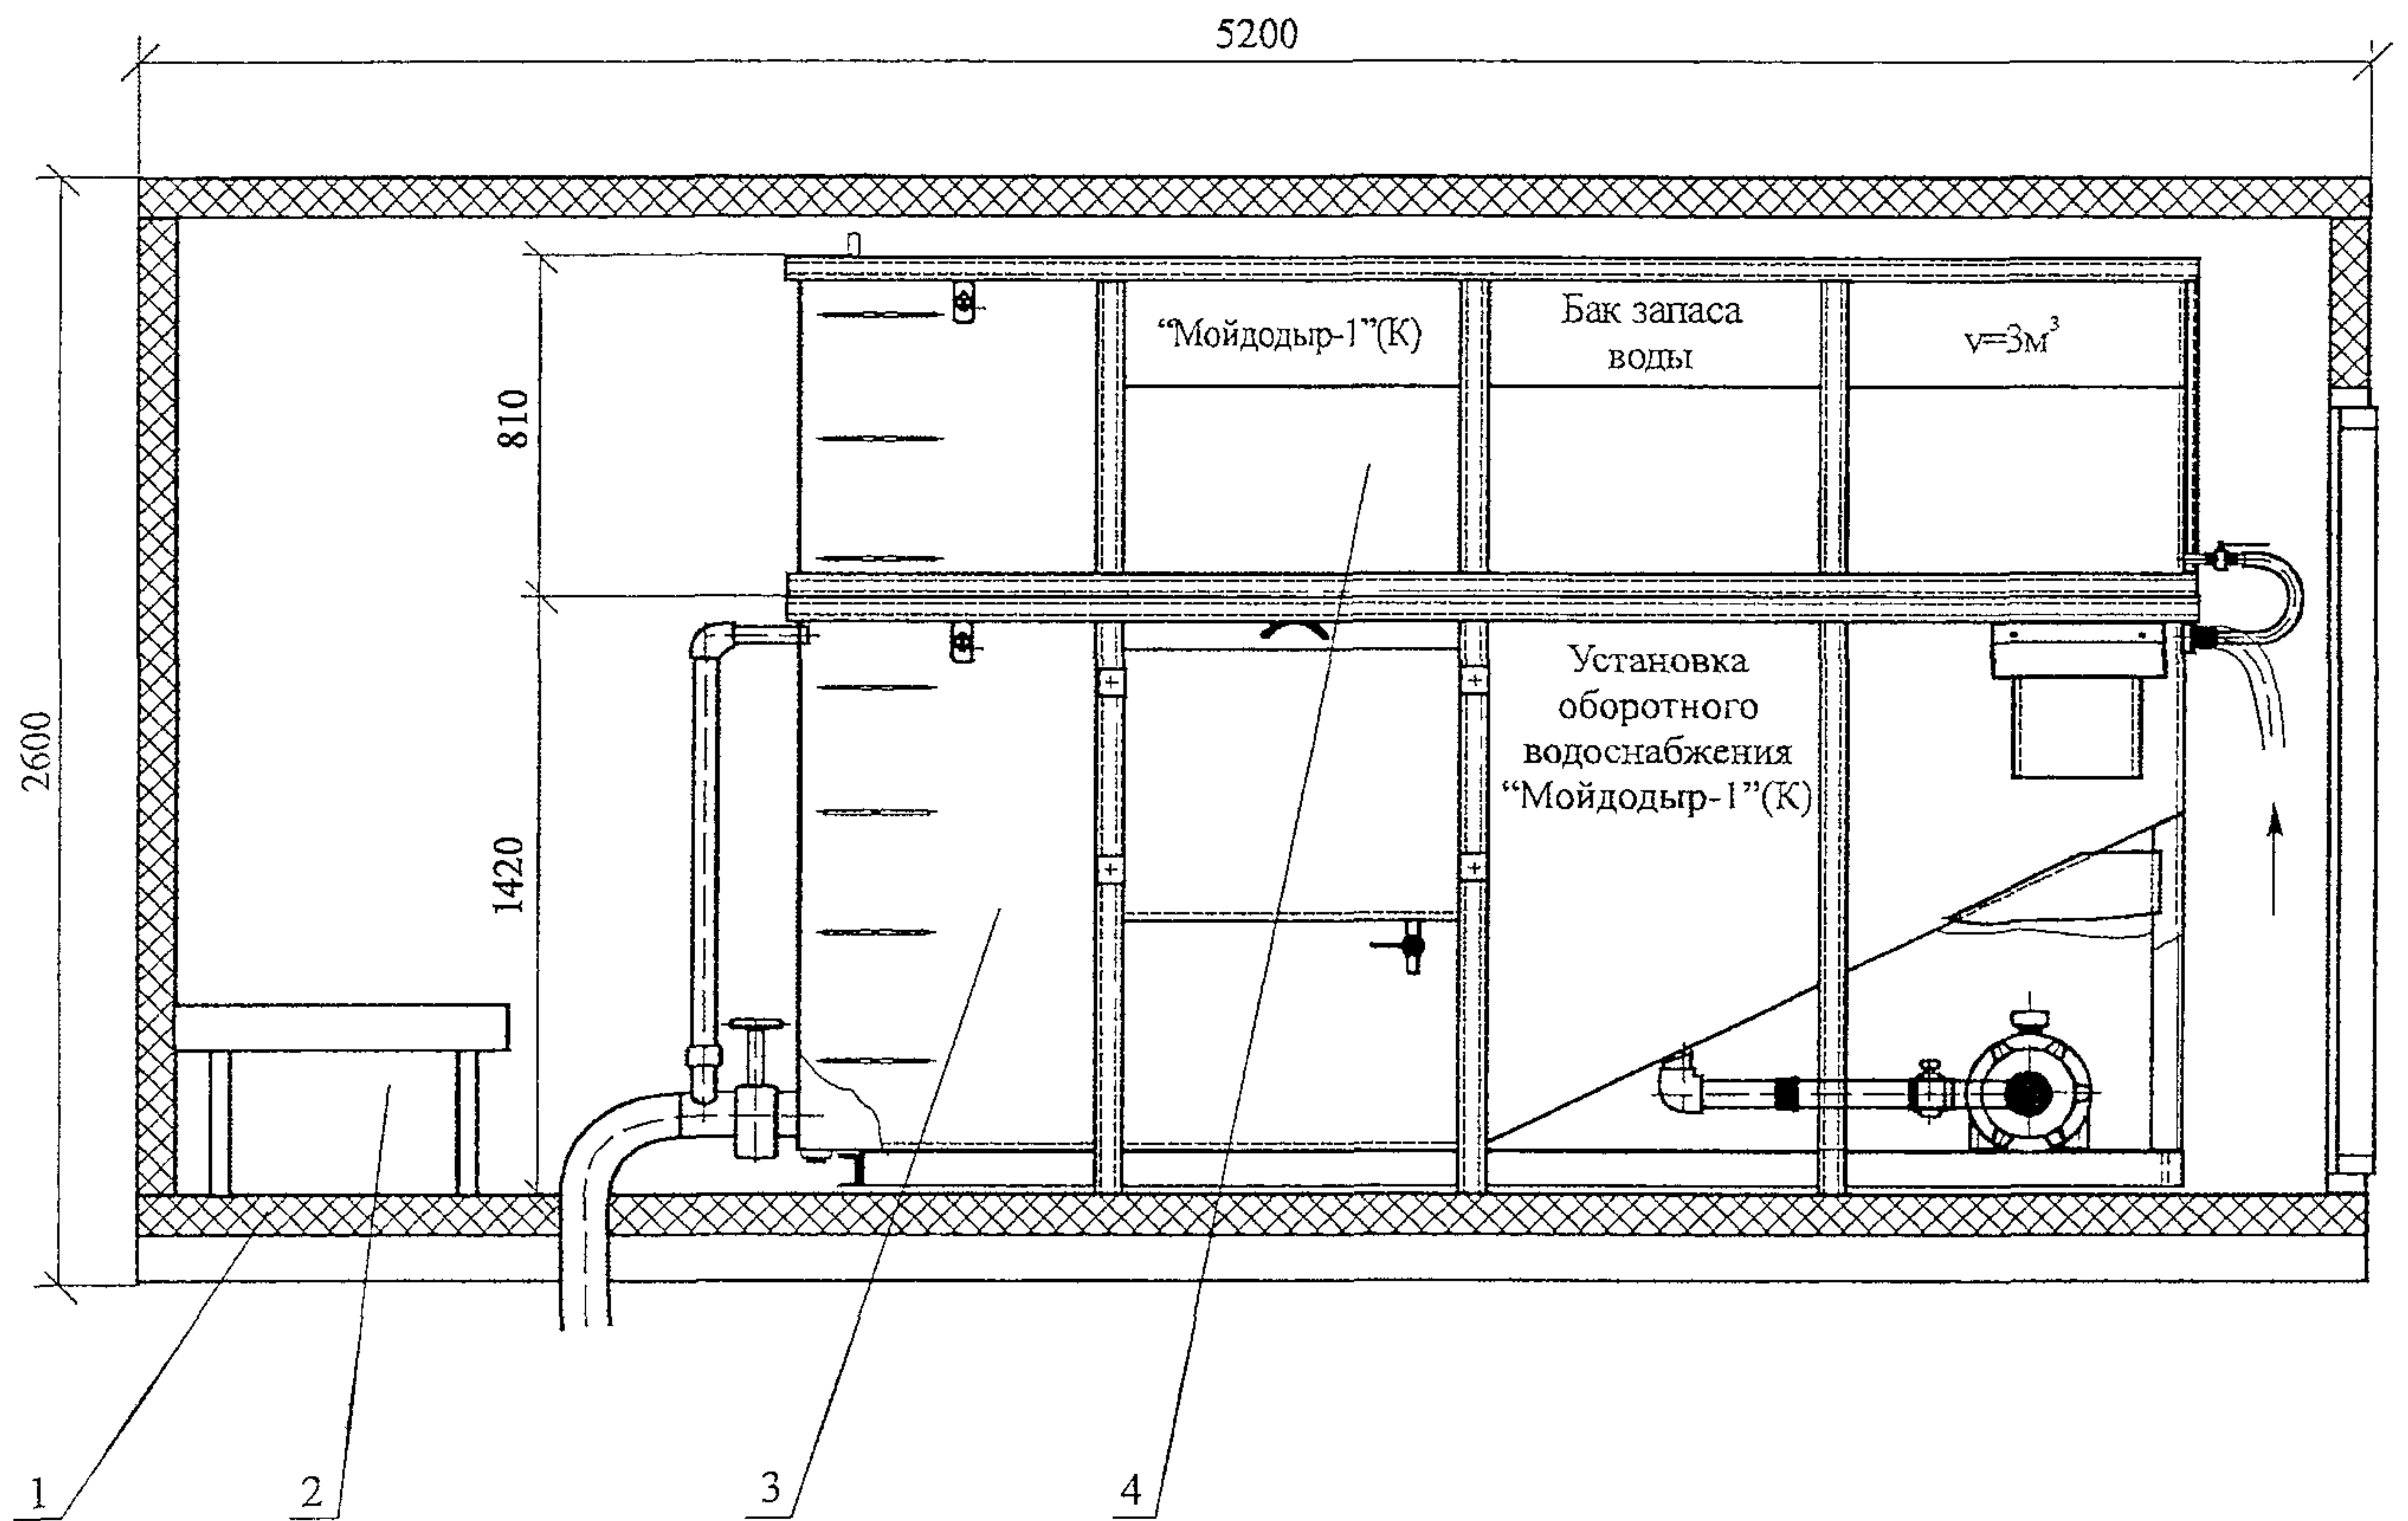 5200
“Мойдодыр-1”(К)
Бак запаса
воды
v=3м³
810
2600
1420
Установка
оборотного
водоснабжения
“Мойдодыр-1”(К)
1
2
3
4